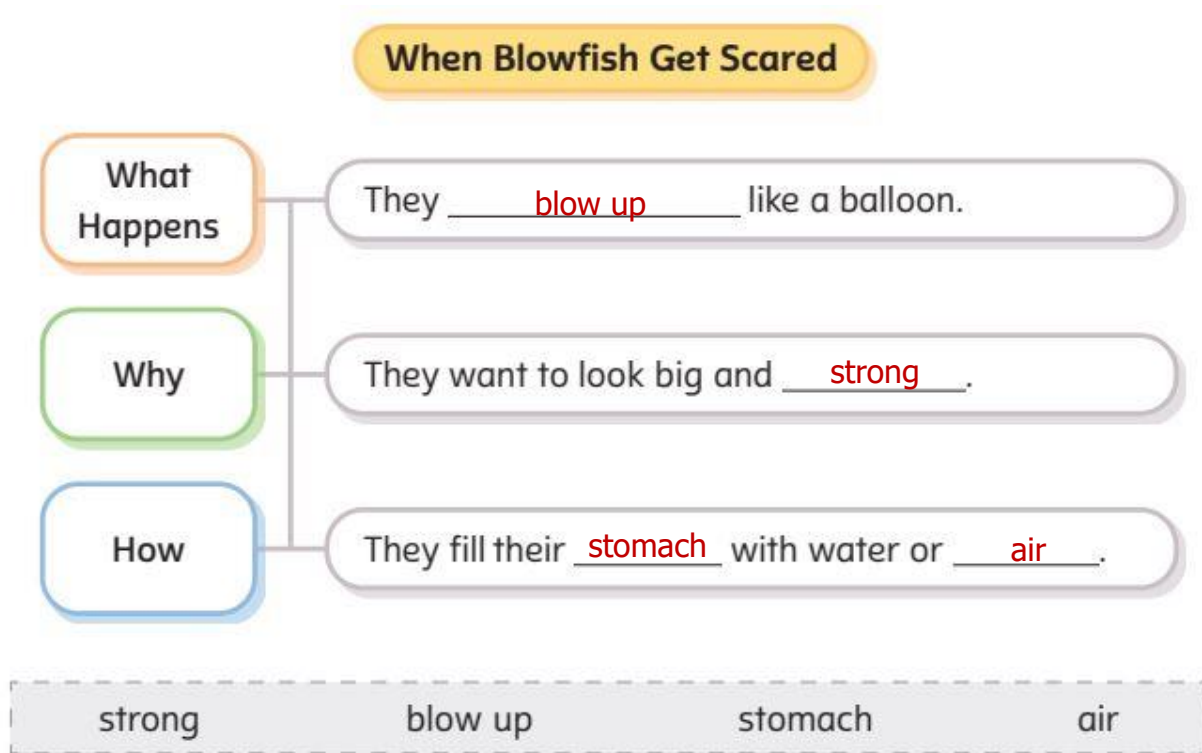 When Blowfish Get Scared
What
Happens
They blow up like a balloon.
Why
They want to look big and strong.
How
They fill their stomach with water or air.
strong blow up stomach air